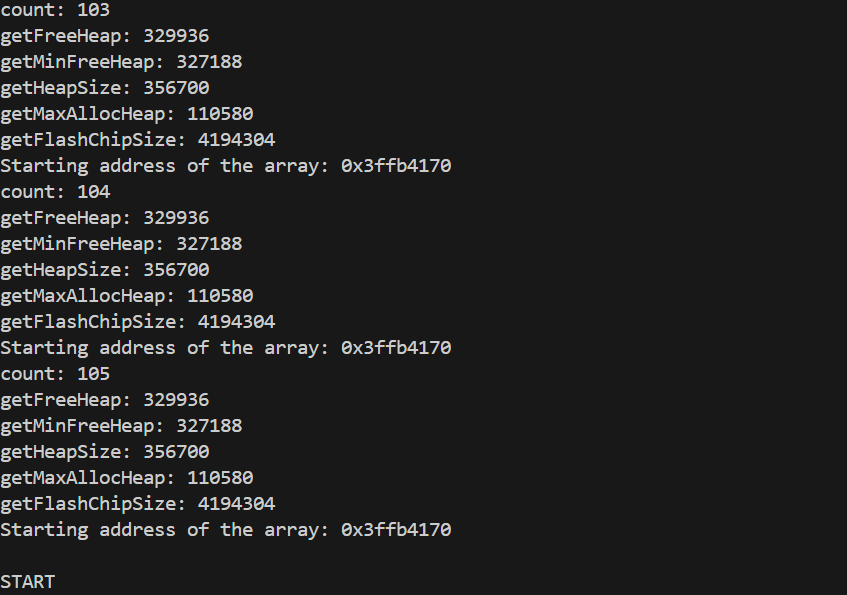 count: 103
getFreeHeap: 329936
getMinFreeHeap: 327188
getHeapSize: 356700
getMaxAllocHeap: 110580
getFlashChipSize: 4194304
Starting address of the array: 0x3ffb4170
count: 104
getFreeHeap: 329936
getMinFreeHeap: 327188
getHeapSize: 356700
getMaxAllocHeap: 110580
getFlashChipSize: 4194304
Starting address of the array: 0x3ffb4170
count: 105
getFreeHeap: 329936
getMinFreeHeap: 327188
getHeapSize: 356700
getMaxAllocHeap: 110580
getFlashChipSize: 4194304
Starting address of the array: 0x3ffb4170
START